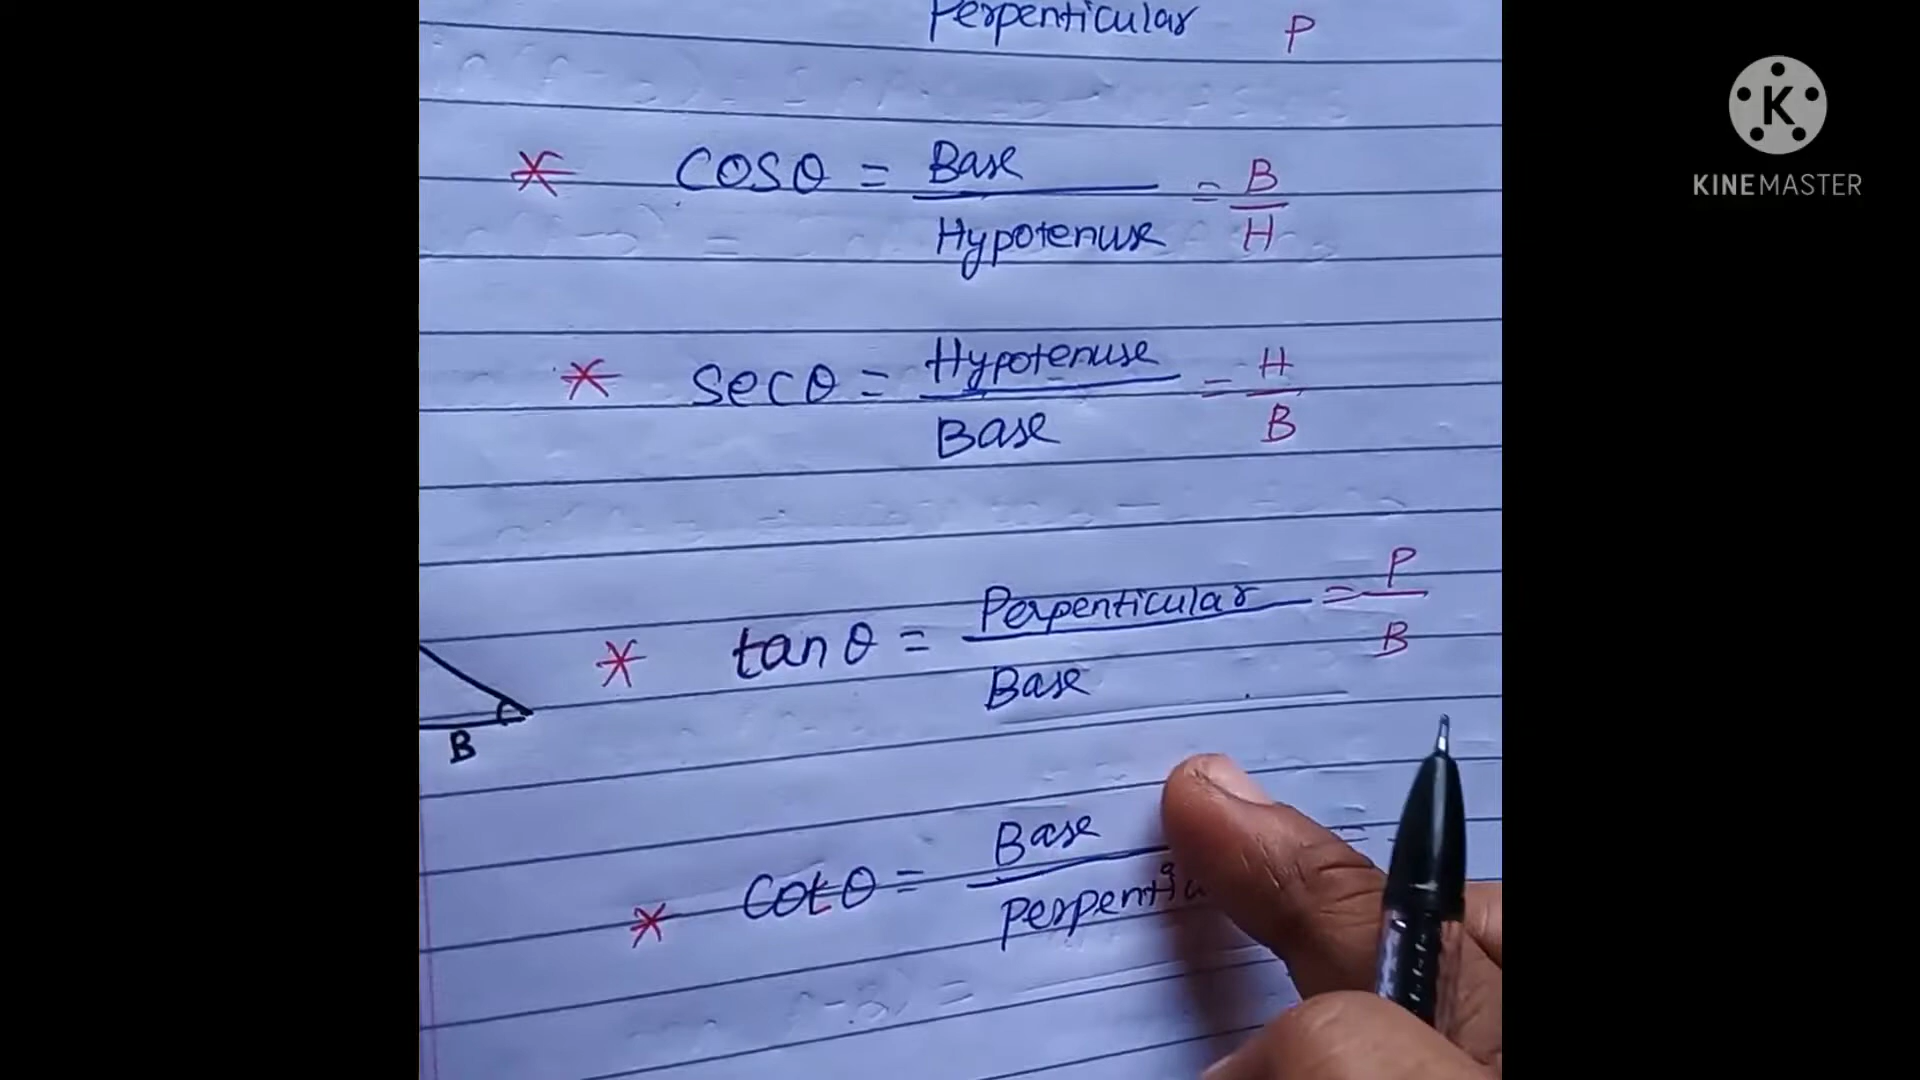 Perpenticular P
* cosθ = Base = B
Hypotenuse H
* secθ = Hypotenuse = H
Base B
* tanθ = Perpenticular = P
Base B
B
* cotθ = Base =
K
KINEMASTER